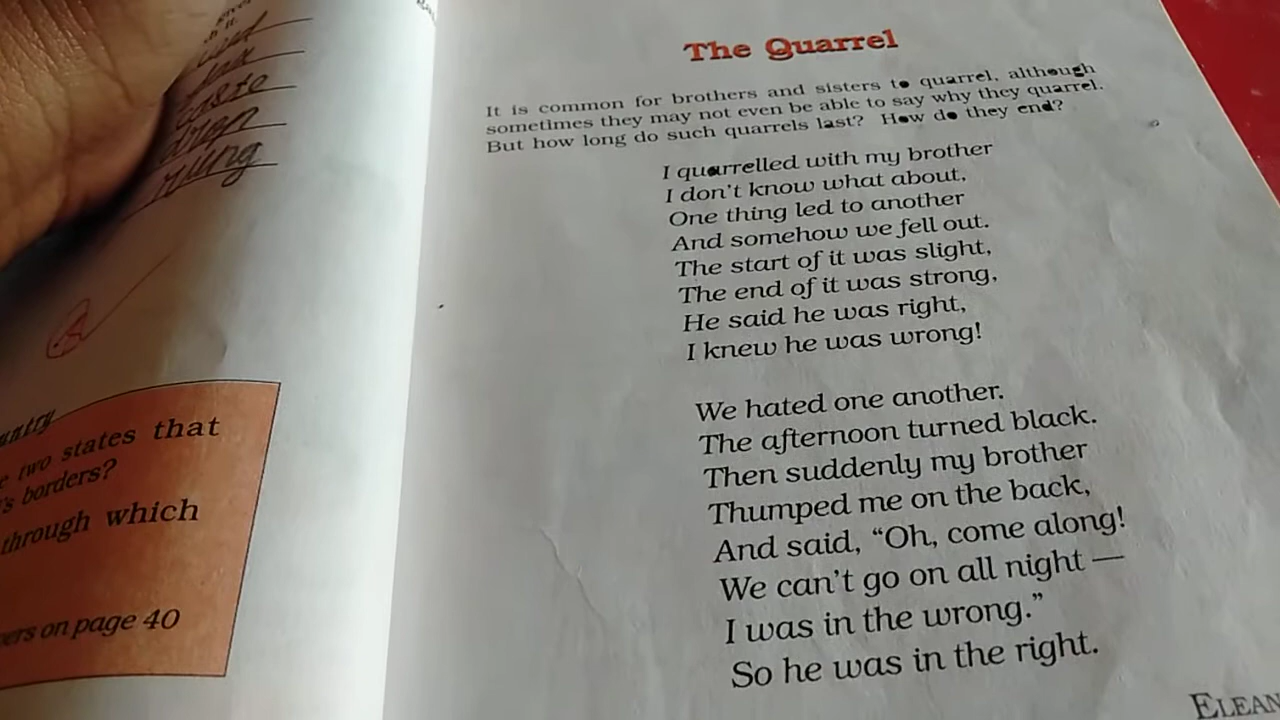 taste
rung
two states that
borders?
through which
on page 40
The Quarrel
It is common for brothers and sisters to quarrel, although
sometimes they may not even be able to say why they quarrel.
But how long do such quarrels last? How do they end?
I quarrelled with my brother
I don't know what about,
One thing led to another
And somehow we fell out.
The start of it was slight,
The end of it was strong,
He said he was right,
I knew he was wrong!
We hated one another.
The afternoon turned black.
Then suddenly my brother
Thumped me on the back,
And said, “Oh, come along!
We can't go on all night —
I was in the wrong.”
So he was in the right.
ELEAN